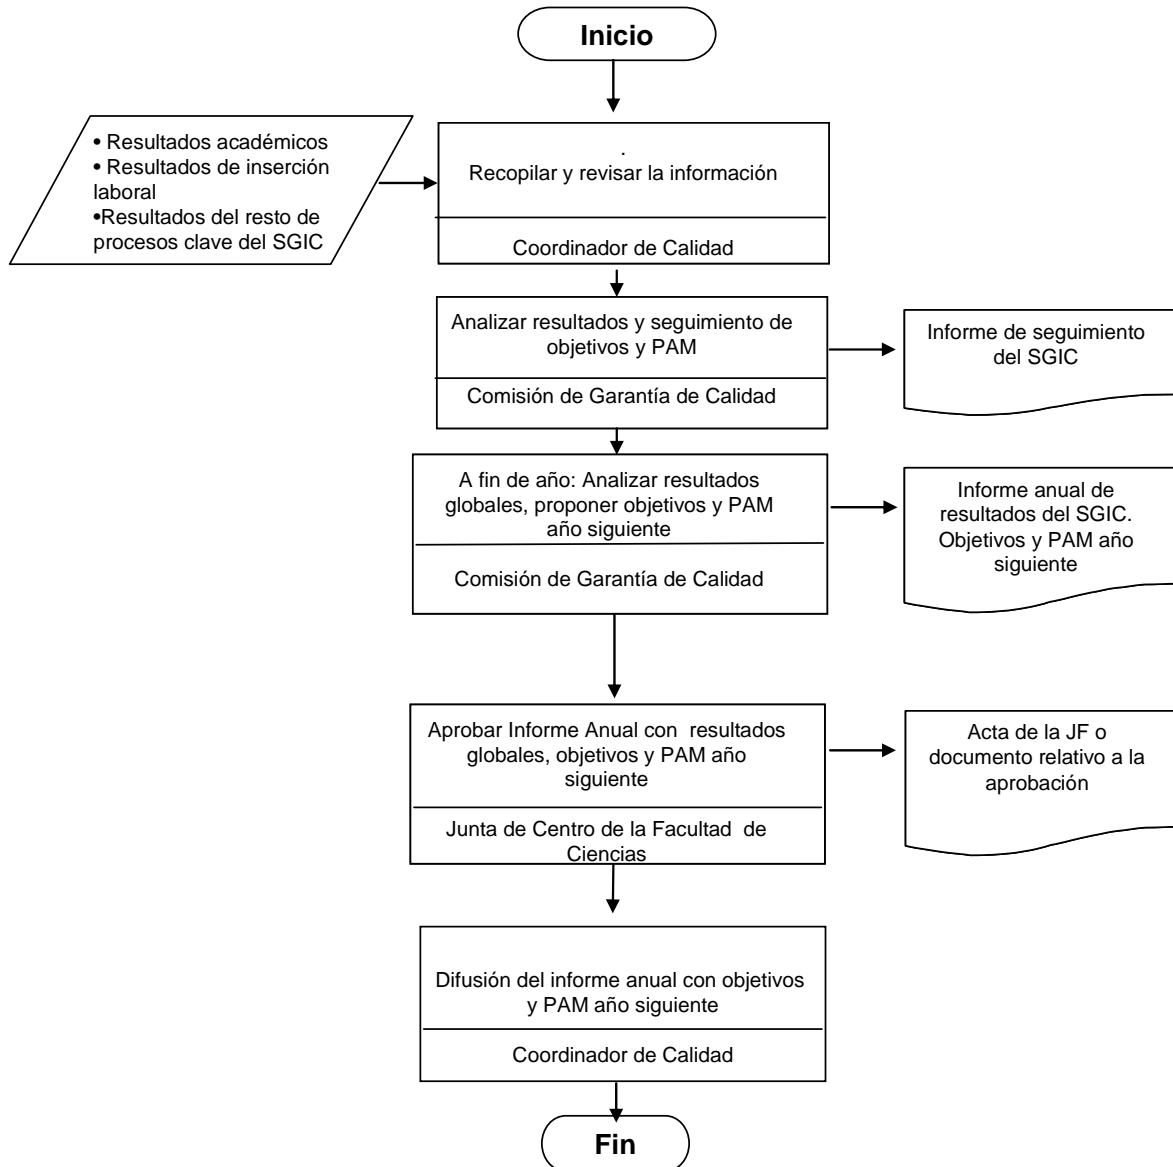 Inicio
• Resultados académicos
• Resultados de inserción
laboral
•Resultados del resto de
procesos clave del SGIC
.
Recopilar y revisar la información
Coordinador de Calidad
Analizar resultados y seguimiento de
objetivos y PAM
Comisión de Garantía de Calidad
Informe de seguimiento
del SGIC
A fin de año: Analizar resultados
globales, proponer objetivos y PAM
año siguiente
Comisión de Garantía de Calidad
Informe anual de
resultados del SGIC.
Objetivos y PAM año
siguiente
Aprobar Informe Anual con resultados
globales, objetivos y PAM año
siguiente
Junta de Centro de la Facultad de
Ciencias
Acta de la JF o
documento relativo a la
aprobación
Difusión del informe anual con objetivos
y PAM año siguiente
Coordinador de Calidad
Fin